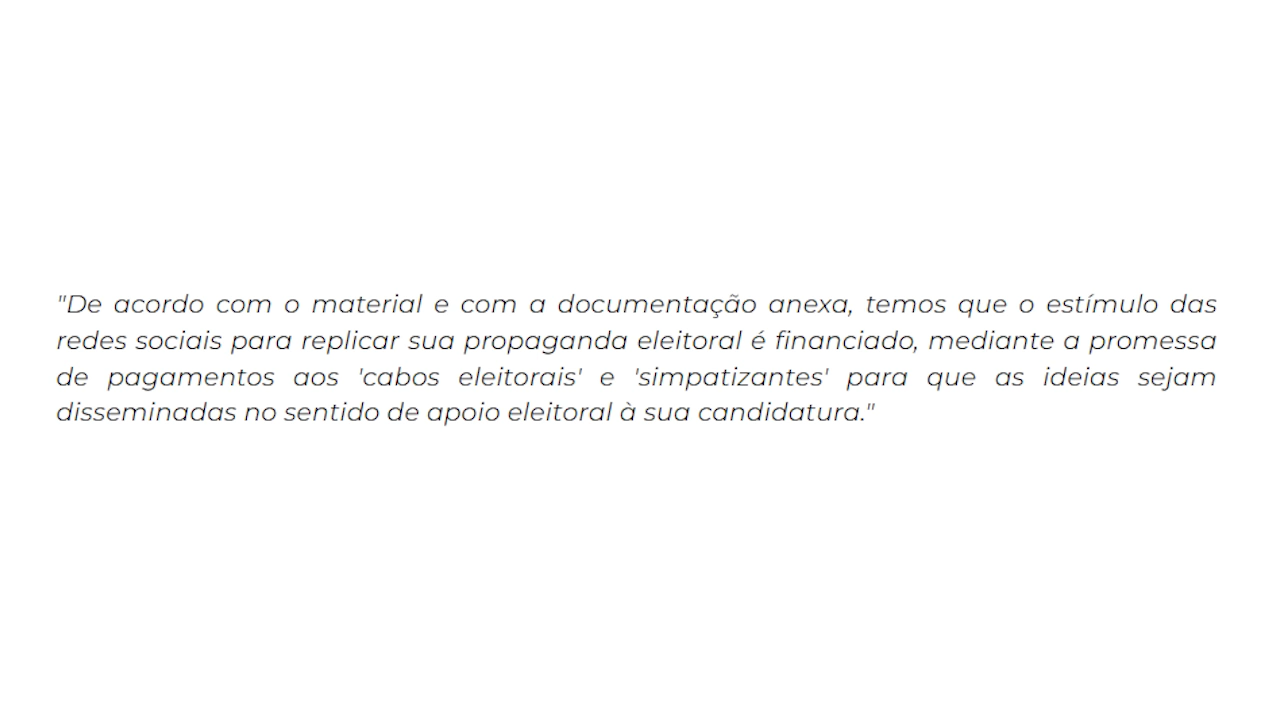 "De acordo com o material e com a documentação anexa, temos que o estímulo das
redes sociais para replicar sua propaganda eleitoral é financiado, mediante a promessa
de pagamentos aos 'cabos eleitorais' e 'simpatizantes' para que as ideias sejam
disseminadas no sentido de apoio eleitoral à sua candidatura."